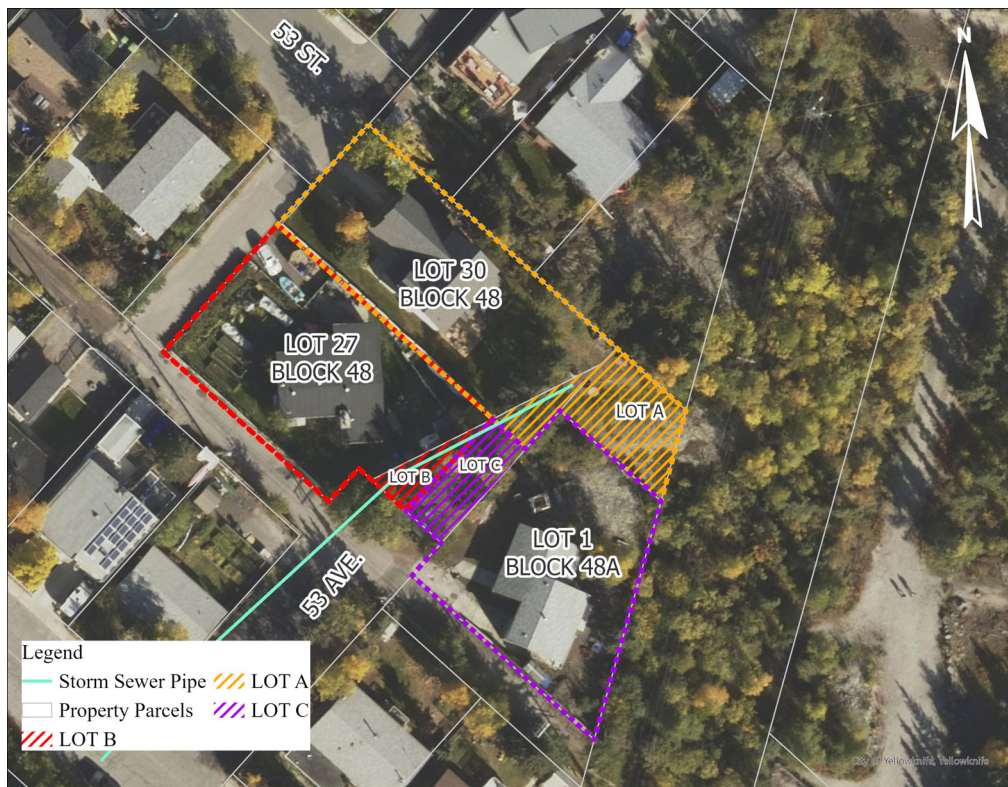 53 ST.
N
LOT 30
BLOCK 48
LOT 27
BLOCK 48
LOT A
LOT C
LOT B
LOT 1
BLOCK 48A
53 AVE.
Legend
Storm Sewer Pipe
LOT A
Property Parcels
LOT C
LOT B
City of Yellowknife, Yellowknife